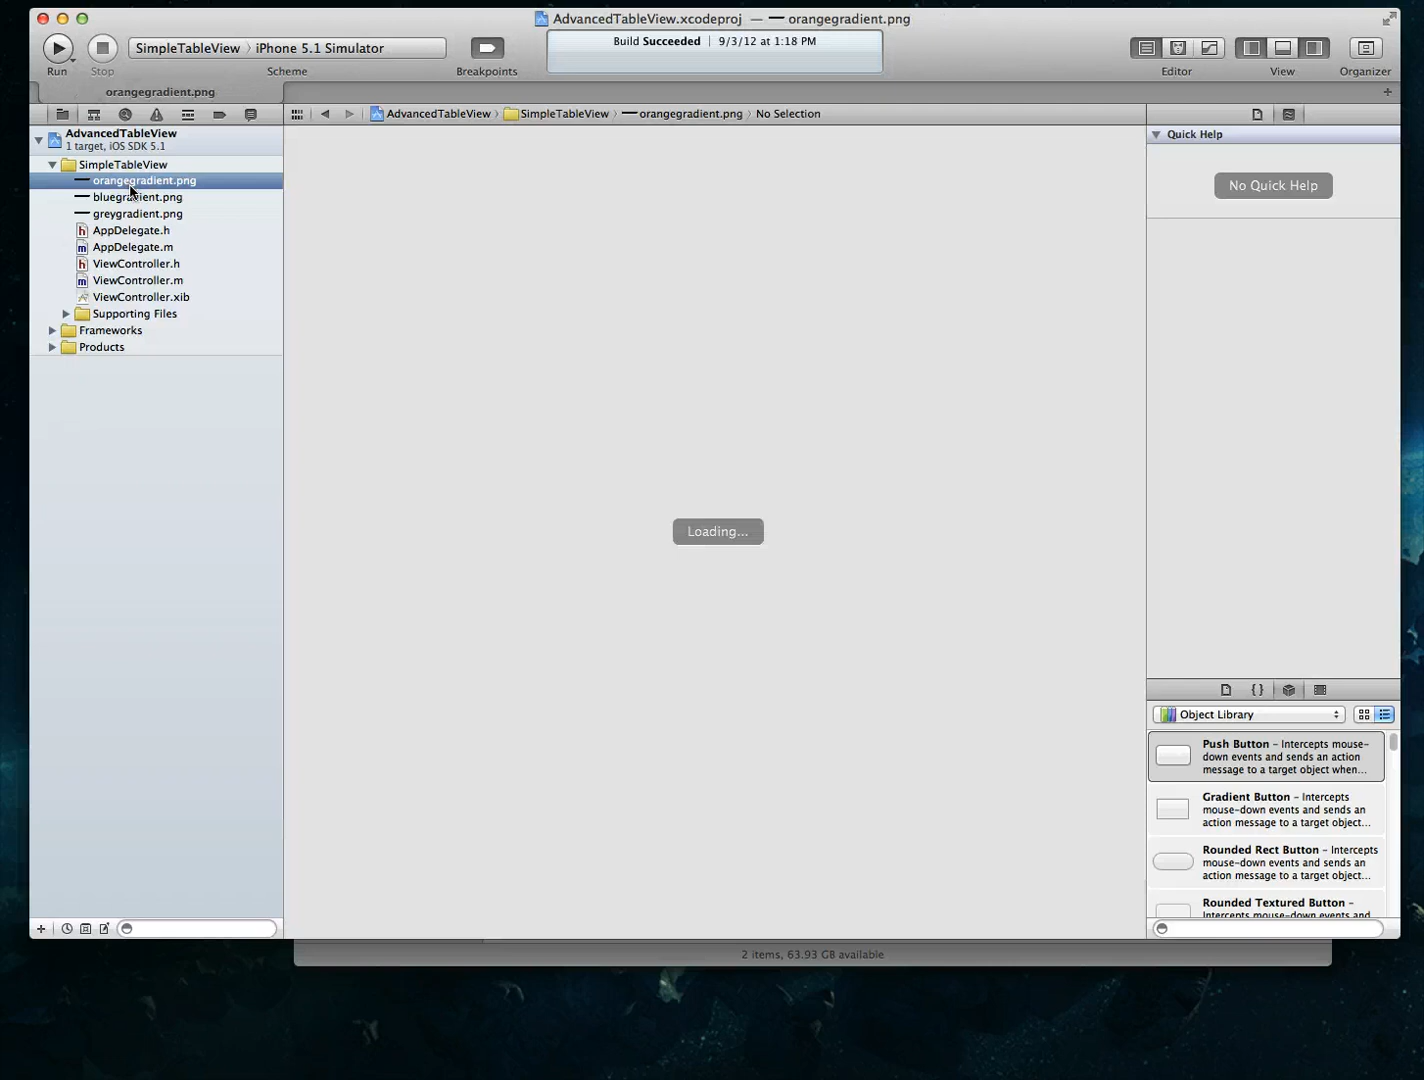 AdvancedTableView.xcodeproj — orangegradient.png
SimpleTableView 〉 iPhone 5.1 Simulator
Build Succeeded | 9/3/12 at 1:18 PM
Run Stop Scheme Breakpoints Editor View Organizer
orangegradient.png
AdvancedTableView 〉 SimpleTableView 〉 orangegradient.png 〉 No Selection
AdvancedTableView
1 target, iOS SDK 5.1
SimpleTableView
orangegradient.png
bluegradient.png
greygradient.png
h AppDelegate.h
m AppDelegate.m
h ViewController.h
m ViewController.m
ViewController.xib
Supporting Files
Frameworks
Products
Loading...
Quick Help
No Quick Help
{}
Object Library
Push Button – Intercepts mouse-
down events and sends an action
message to a target object when...
Gradient Button – Intercepts
mouse-down events and sends an
action message to a target object...
Rounded Rect Button – Intercepts
mouse-down events and sends an
action message to a target object...
Rounded Textured Button –
Intercepts mouse-down events and
2 items, 63.93 GB available